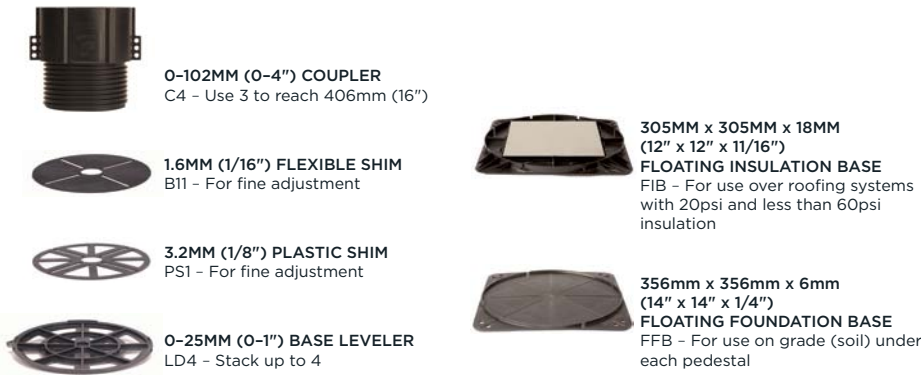 0–102MM (0–4") COUPLER
C4 – Use 3 to reach 406mm (16")
1.6MM (1/16") FLEXIBLE SHIM
B11 – For fine adjustment
3.2MM (1/8") PLASTIC SHIM
PS1 – For fine adjustment
0–25MM (0–1") BASE LEVELER
LD4 – Stack up to 4
305MM x 305MM x 18MM
(12" x 12" x 11/16")
FLOATING INSULATION BASE
FIB – For use over roofing systems
with 20psi and less than 60psi
insulation
356mm x 356mm x 6mm
(14" x 14" x 1/4")
FLOATING FOUNDATION BASE
FFB – For use on grade (soil) under
each pedestal